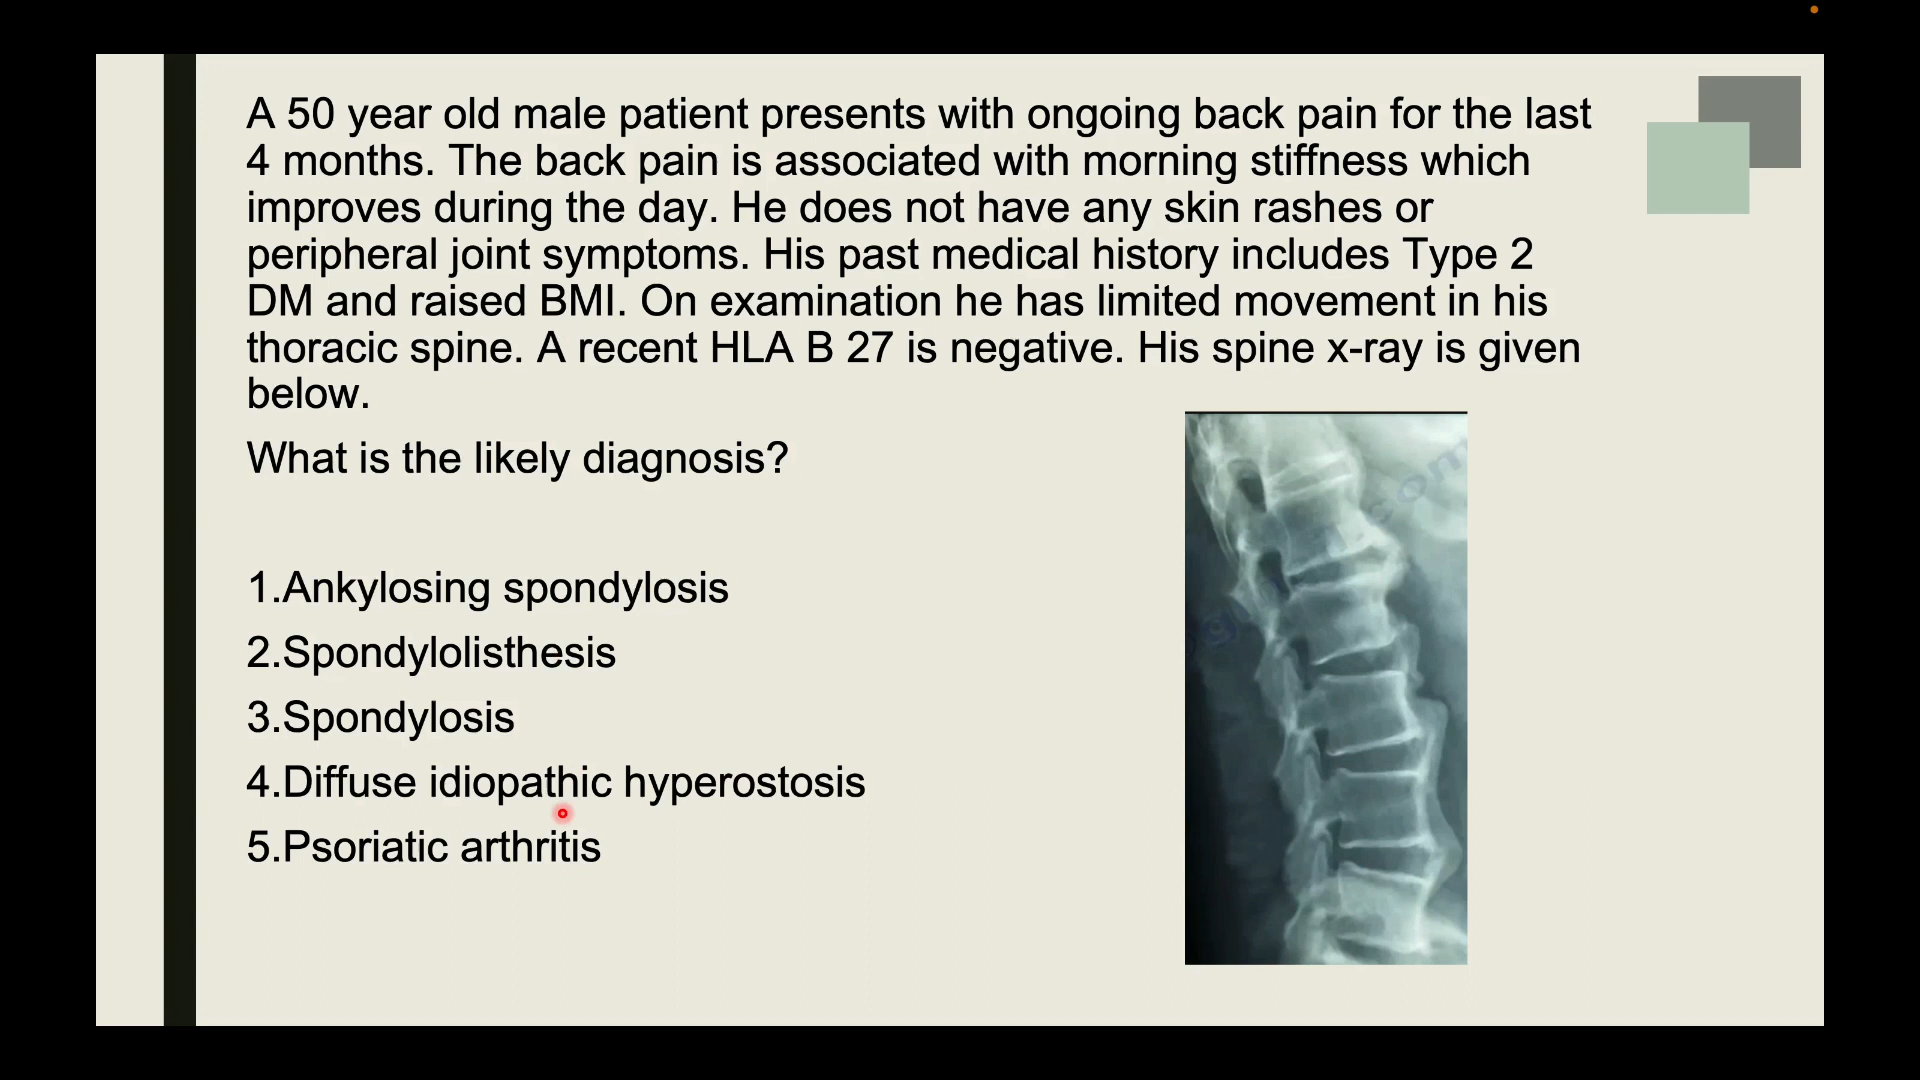 A 50 year old male patient presents with ongoing back pain for the last
4 months. The back pain is associated with morning stiffness which
improves during the day. He does not have any skin rashes or
peripheral joint symptoms. His past medical history includes Type 2
DM and raised BMI. On examination he has limited movement in his
thoracic spine. A recent HLA B 27 is negative. His spine x-ray is given
below.
What is the likely diagnosis?
1.Ankylosing spondylosis
2.Spondylolisthesis
3.Spondylosis
4.Diffuse idiopathic hyperostosis
5.Psoriatic arthritis